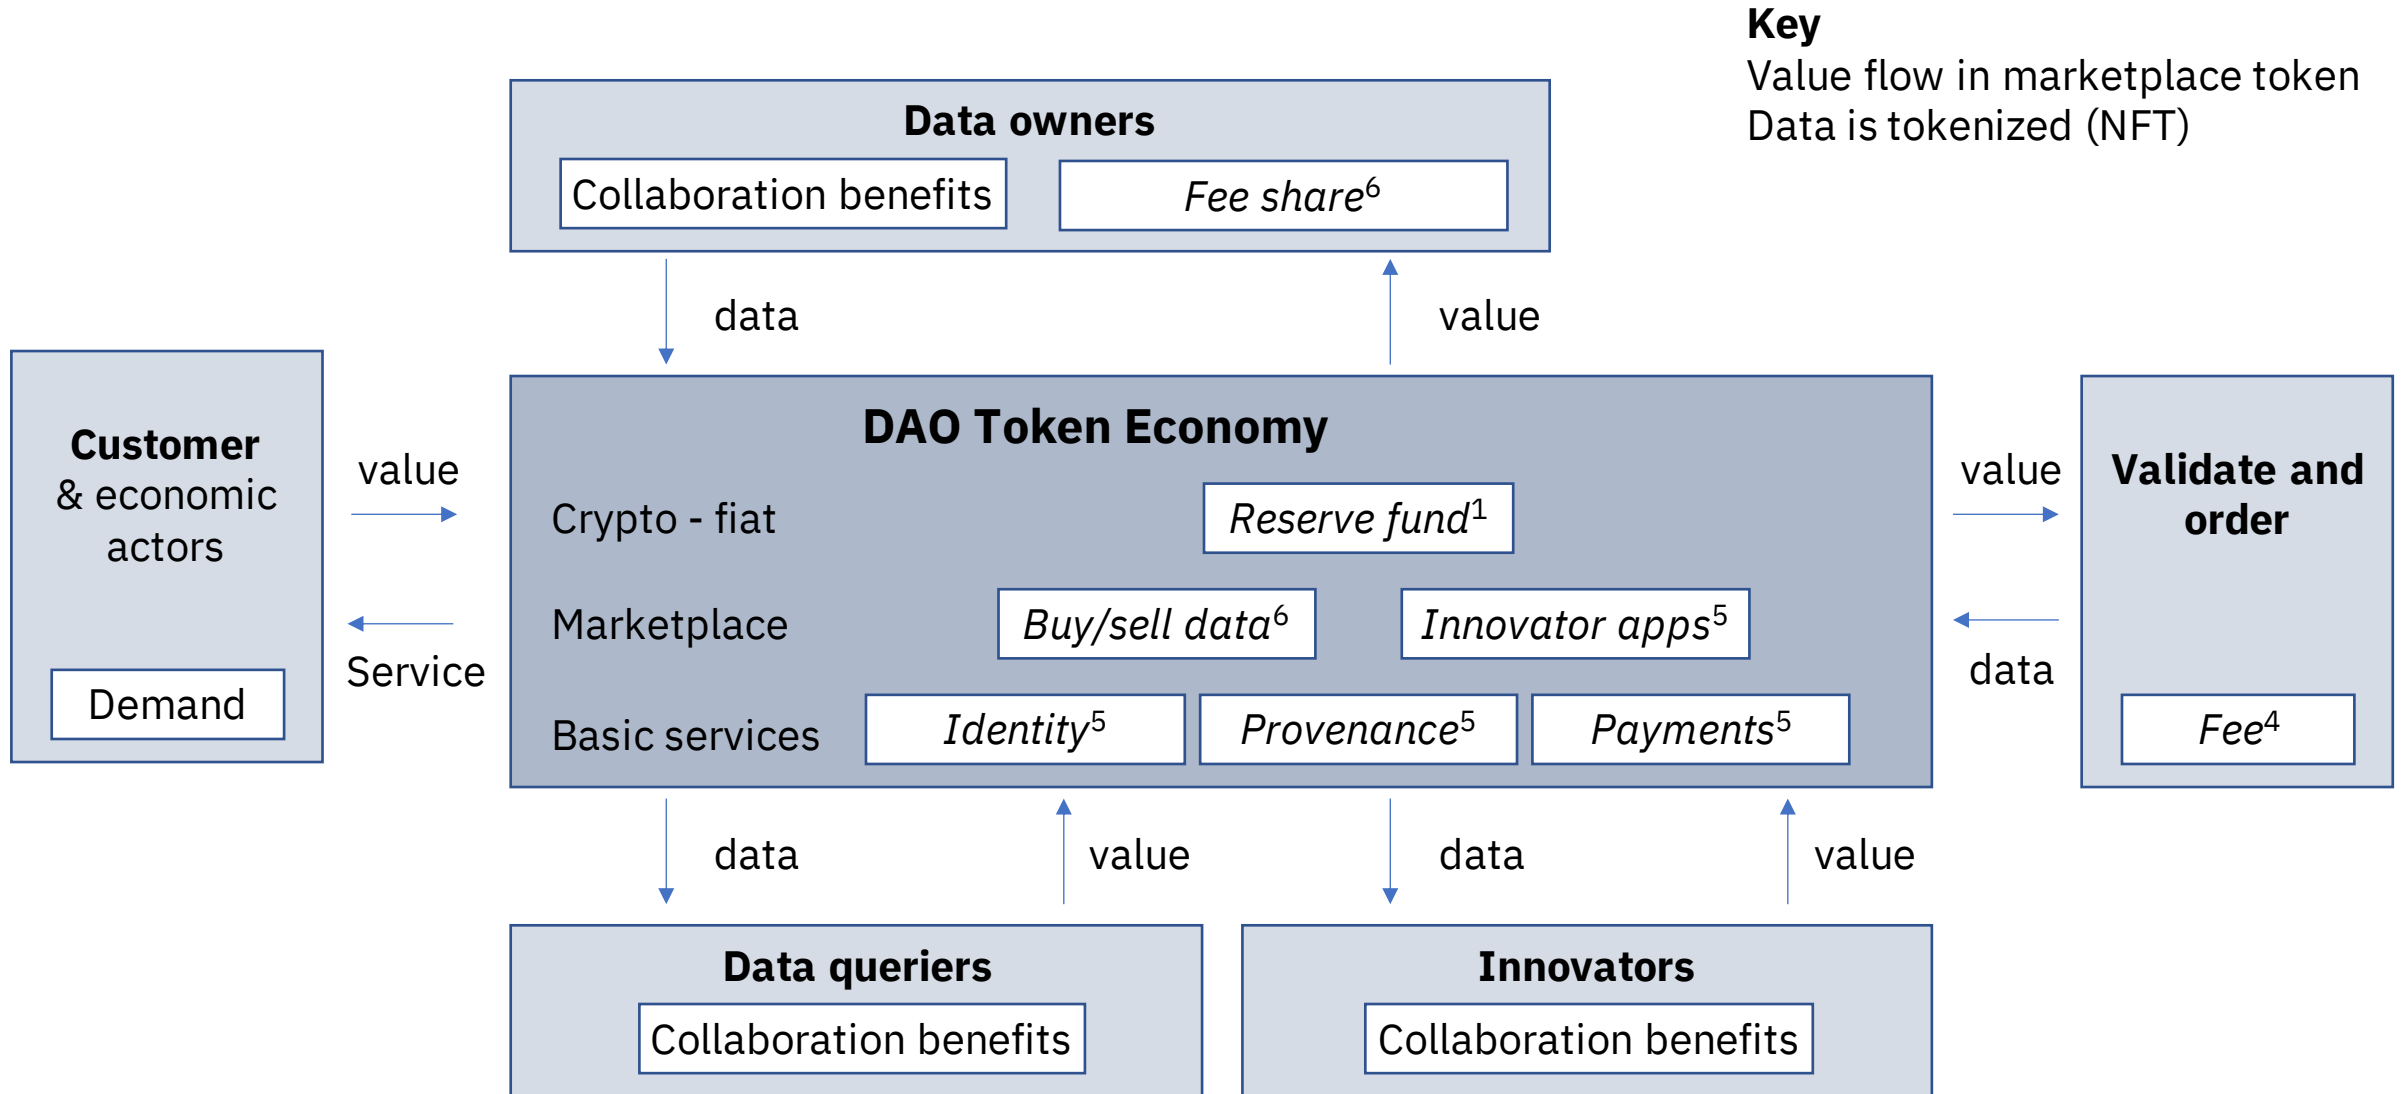 Key
Value flow in marketplace token
Data is tokenized (NFT)
Data owners
Collaboration benefits
Fee share⁶
data
value
Customer
& economic
actors
Demand
value
Service
DAO Token Economy
Crypto - fiat
Reserve fund¹
Marketplace
Buy/sell data⁶
Innovator apps⁵
Basic services
Identity⁵
Provenance⁵
Payments⁵
value
data
Validate and
order
Fee⁴
data
value
data
value
Data queriers
Collaboration benefits
Innovators
Collaboration benefits